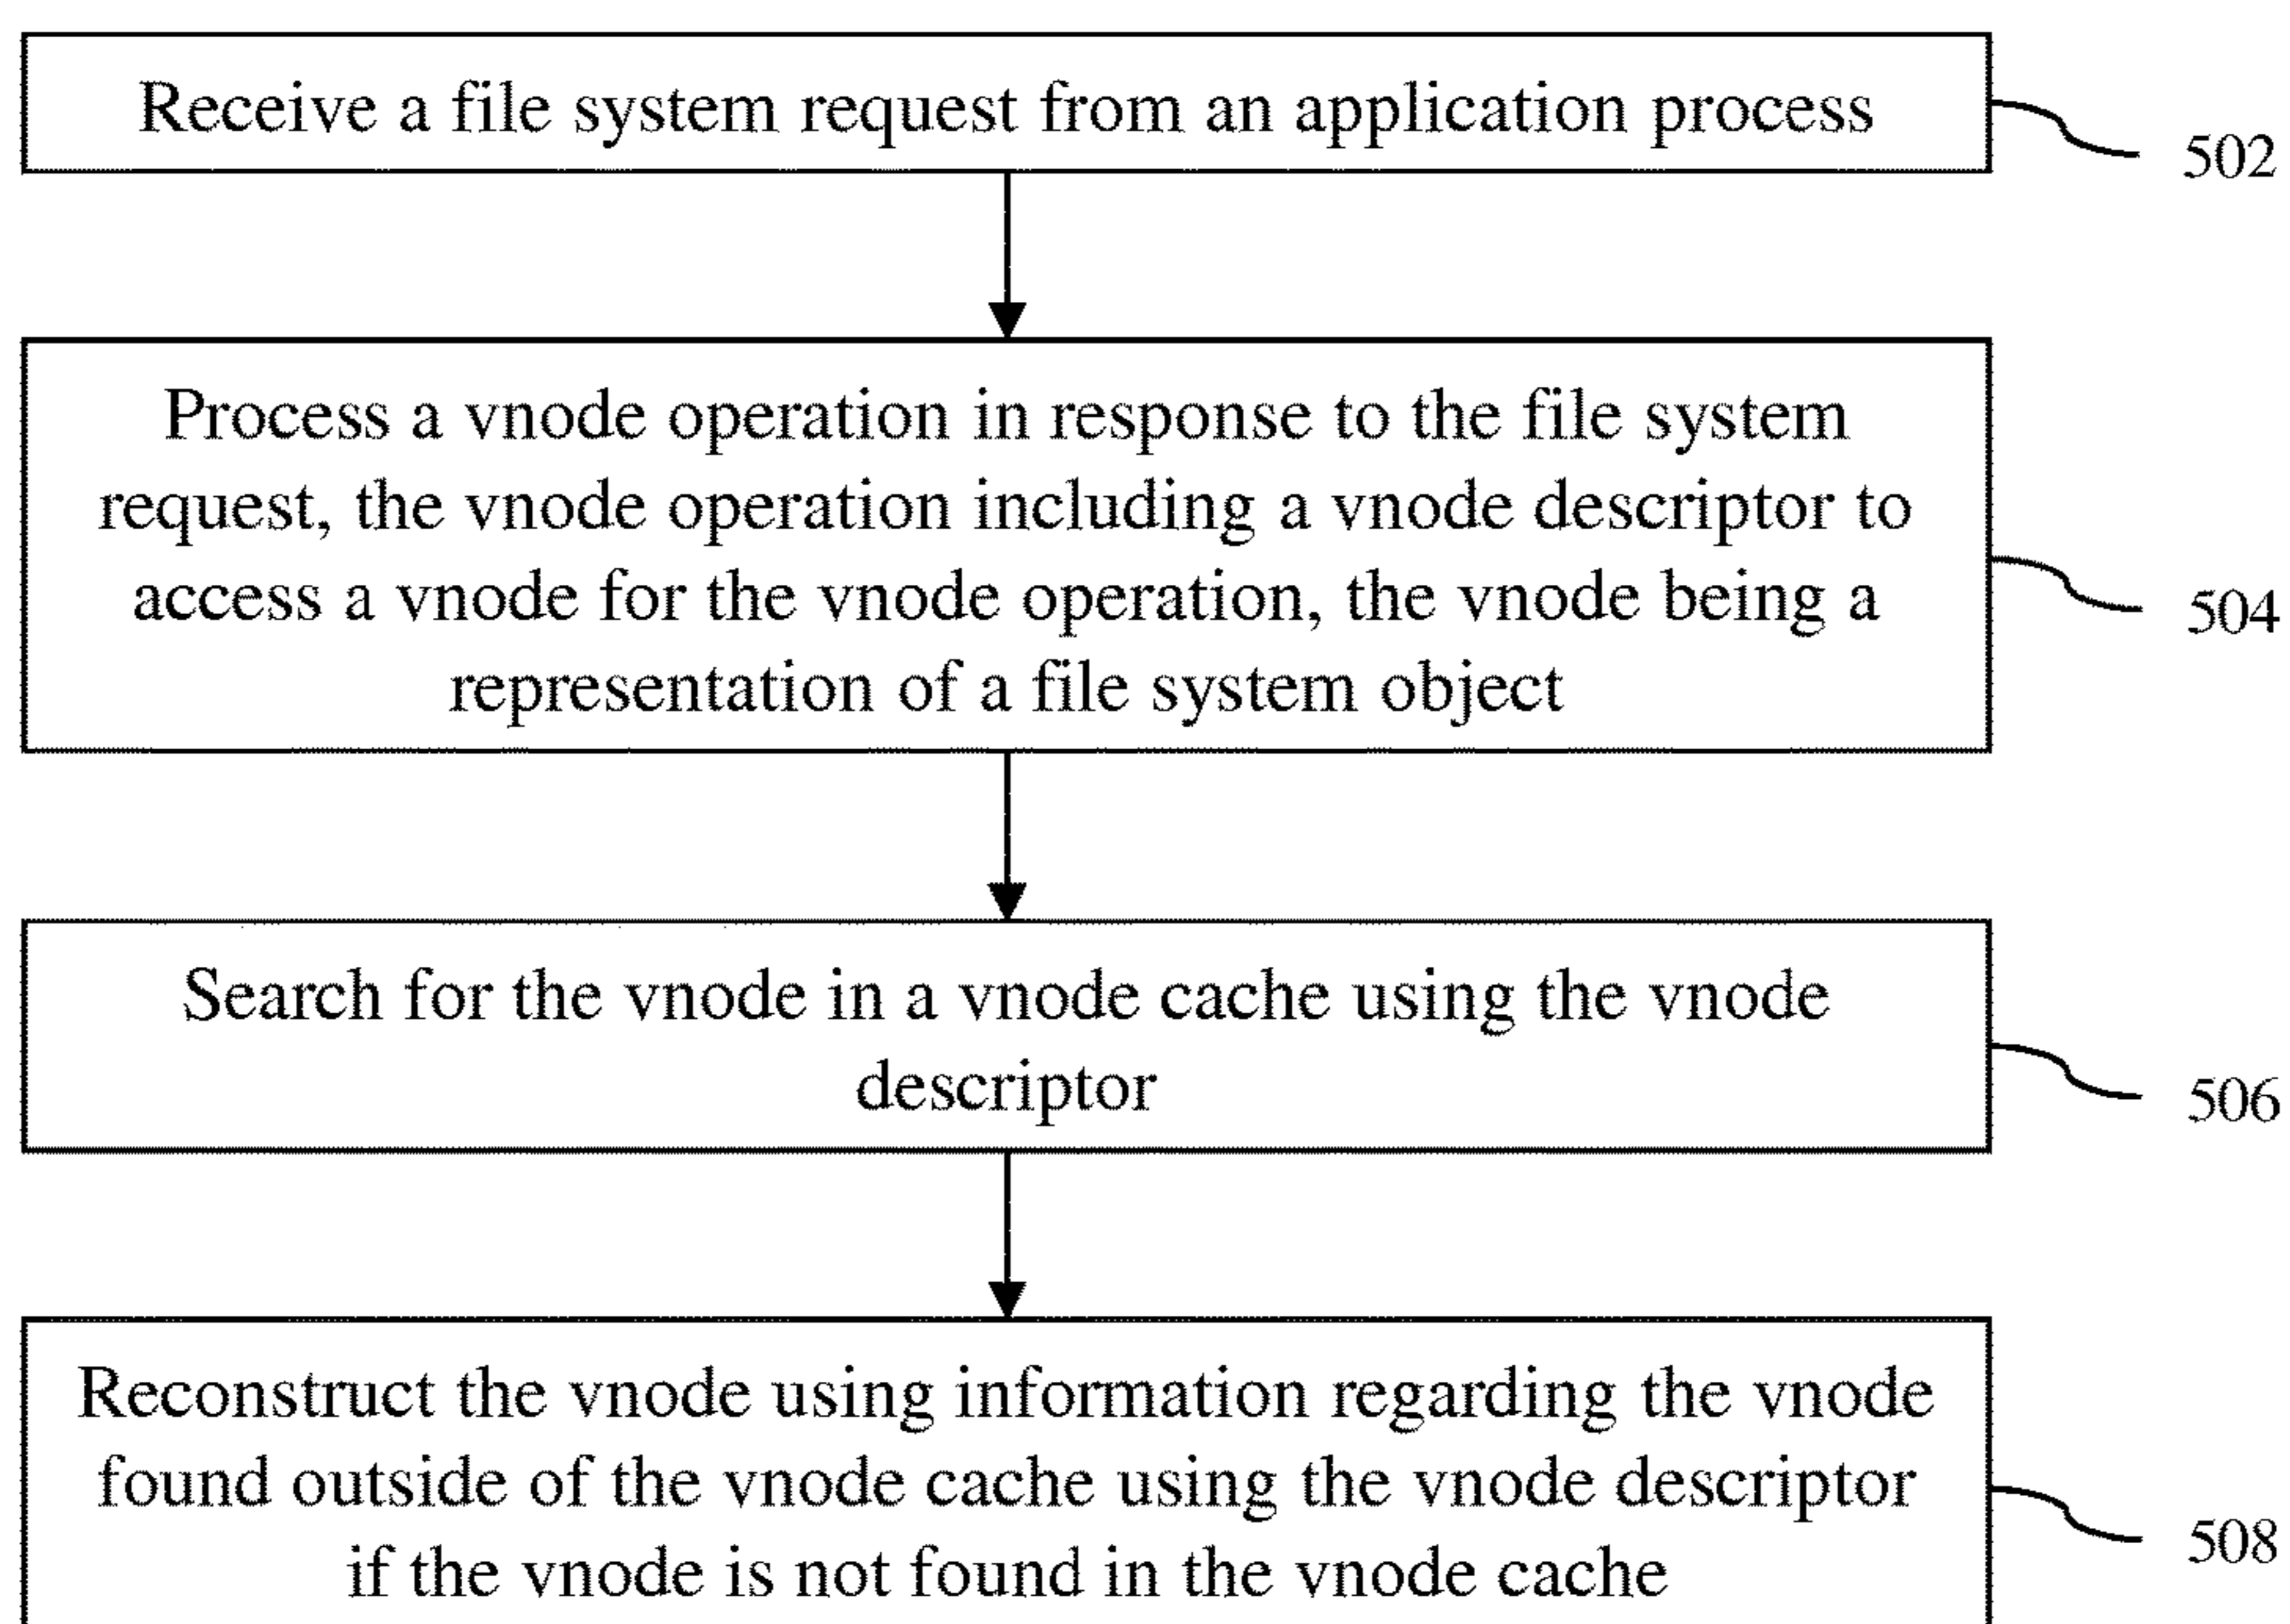 Receive a file system request from an application process
502
Process a vnode operation in response to the file system
request, the vnode operation including a vnode descriptor to
access a vnode for the vnode operation, the vnode being a
representation of a file system object
504
Search for the vnode in a vnode cache using the vnode
descriptor
506
Reconstruct the vnode using information regarding the vnode
found outside of the vnode cache using the vnode descriptor
if the vnode is not found in the vnode cache
508